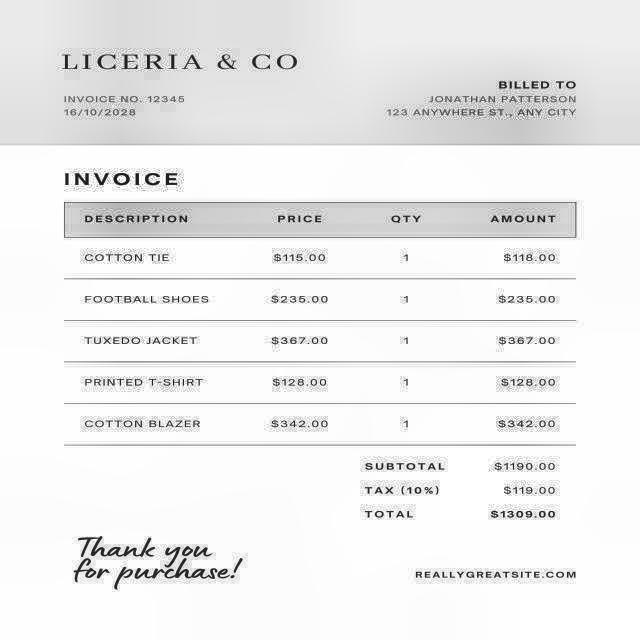 LICERIA & CO
INVOICE NO. 12345
16/10/2028
BILLED TO
JONATHAN PATTERSON
123 ANYWHERE ST., ANY CITY
INVOICE
DESCRIPTION PRICE QTY AMOUNT
COTTON TIE $115.00 1 $118.00
FOOTBALL SHOES $235.00 1 $235.00
TUXEDO JACKET $367.00 1 $367.00
PRINTED T-SHIRT $128.00 1 $128.00
COTTON BLAZER $342.00 1 $342.00
SUBTOTAL $1190.00
TAX (10%) $119.00
TOTAL $1309.00
Thank you
for purchase!
REALLYGREATSITE.COM